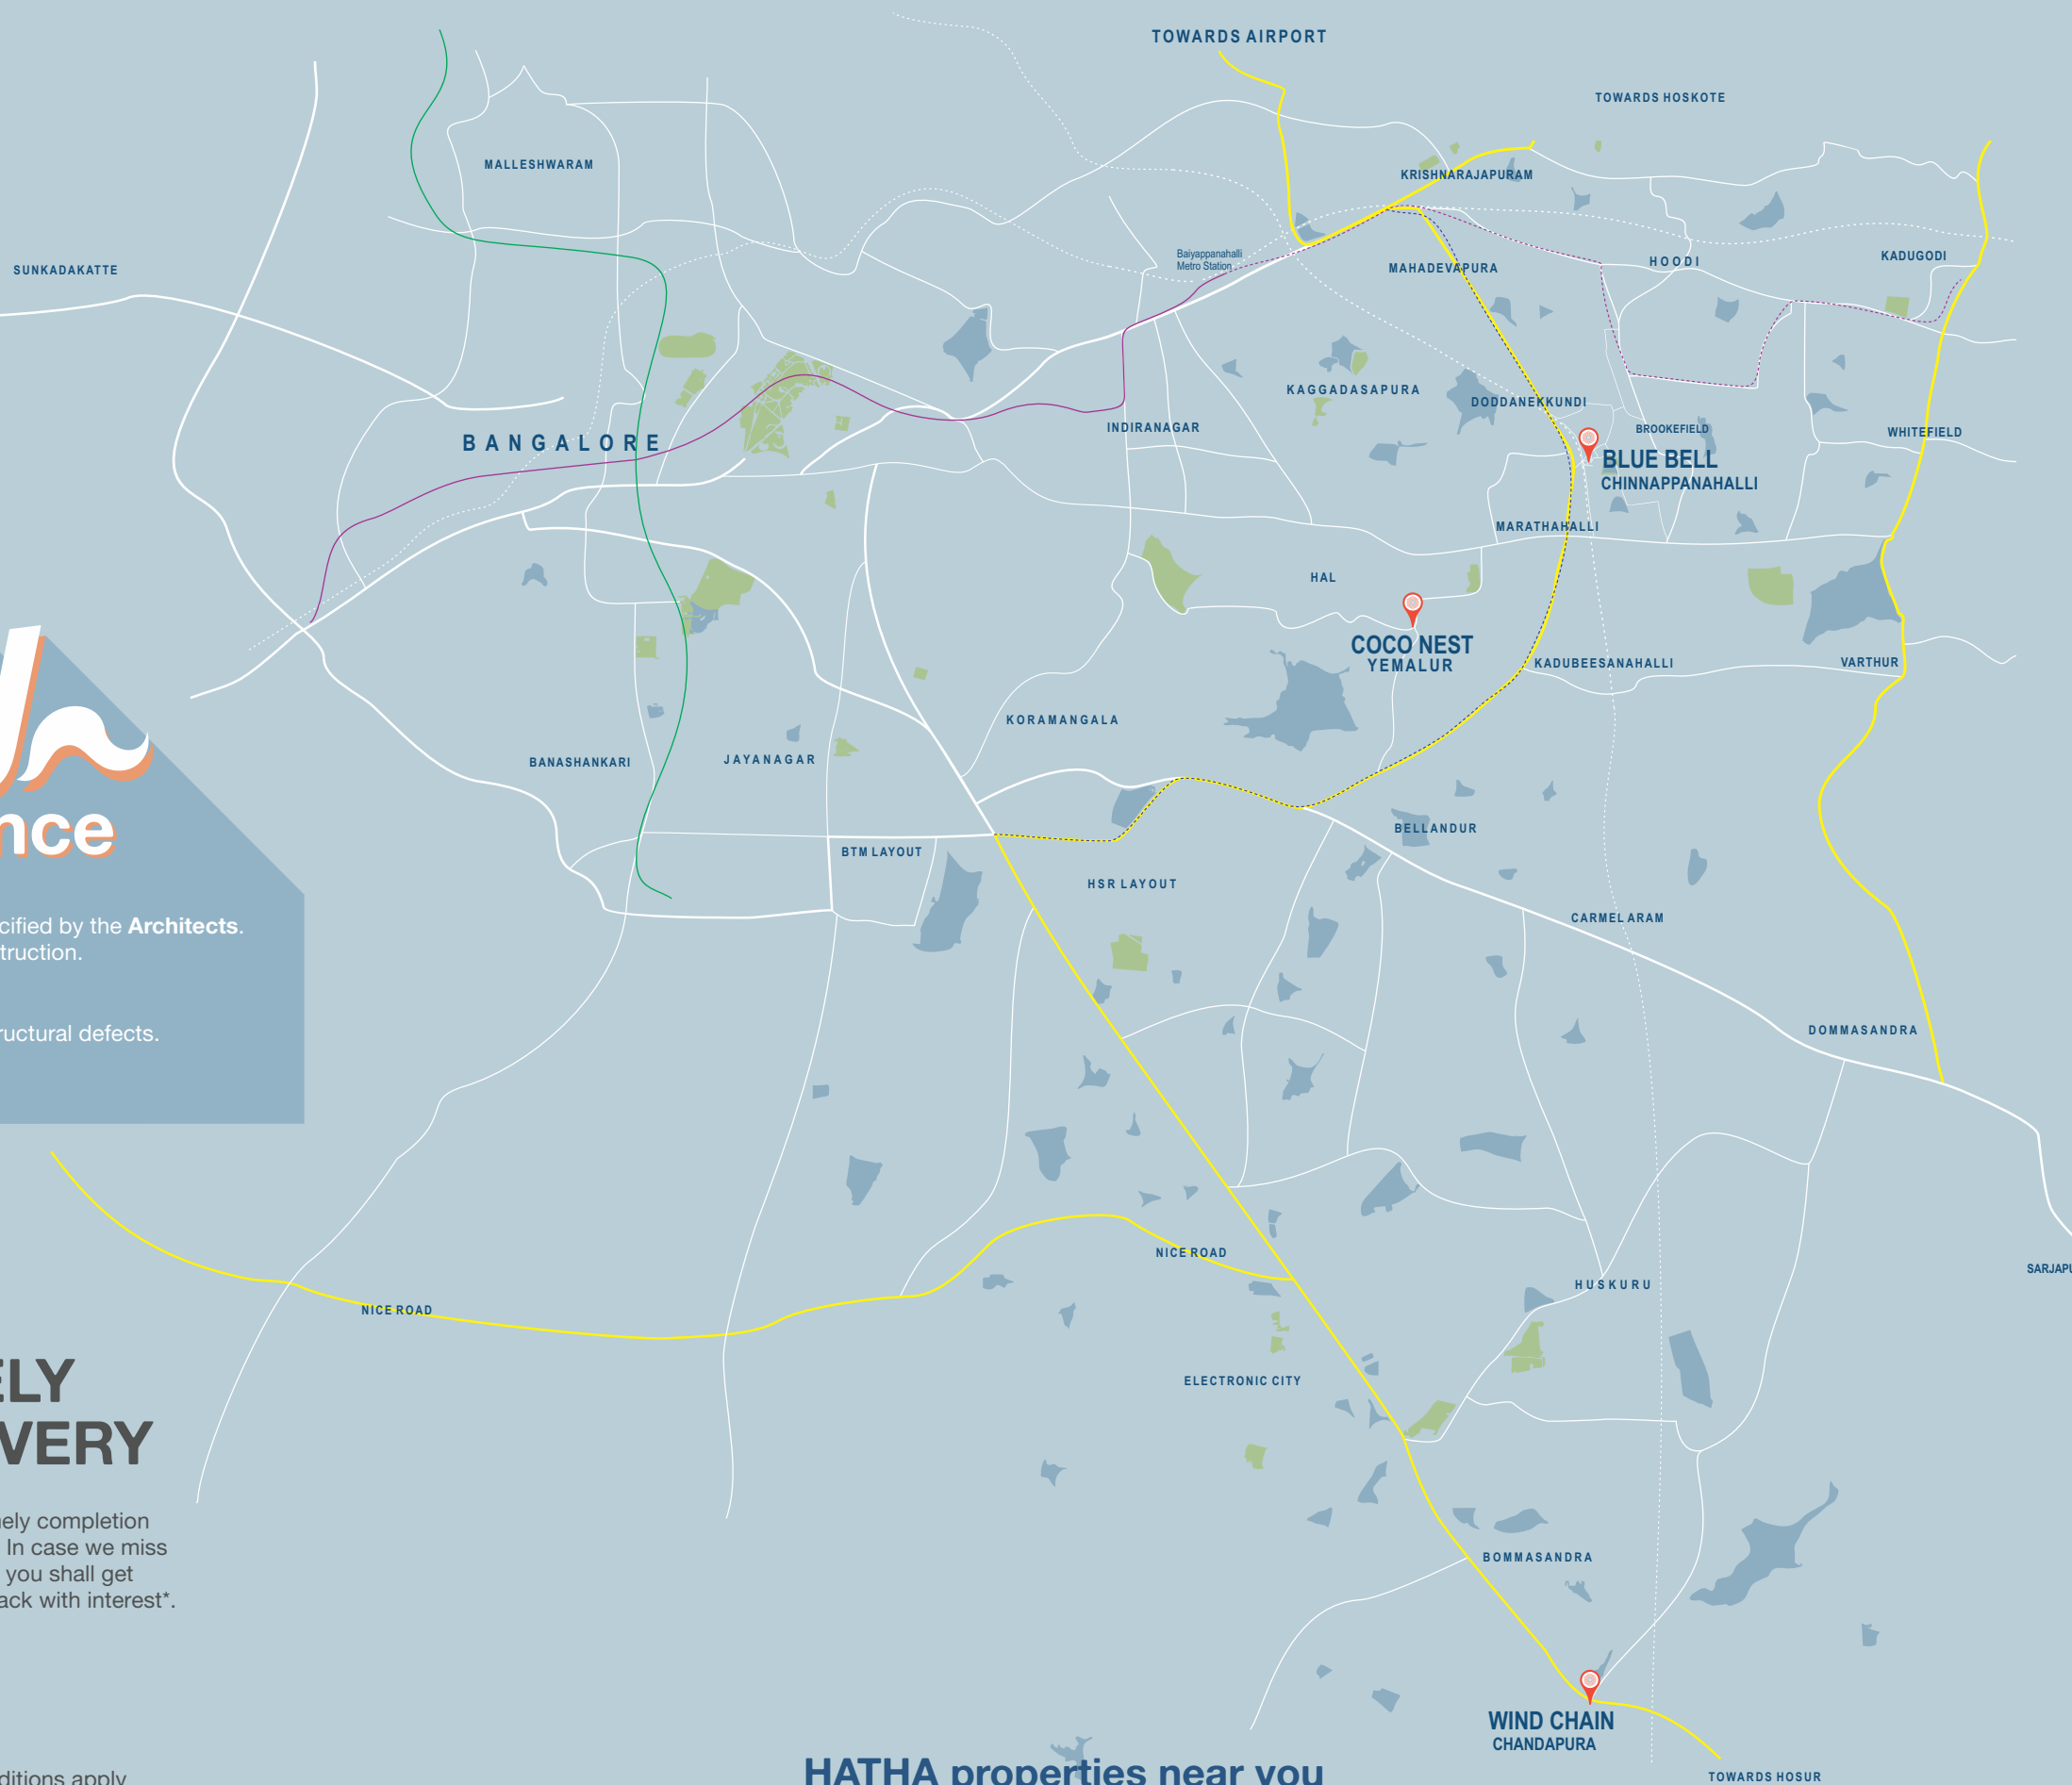 TOWARDS AIRPORT
TOWARDS HOSKOTE
MALLESHWARAM
KRISHNARAJAPURAM
Baiyappanahalli
Metro Station
SUNKADAKATTE
MAHADEVAPURA
HOODI
KADUGODI
KAGGADASAPURA
DODDANEKKUNDI
INDIRANAGAR
BROOKEFIELD
WHITEFIELD
BANGALORE
BLUE BELL
CHINNAPPANAHALLI
MARATHAHALLI
HAL
COCO NEST
YEMALUR
KADUBEESANAHALLI
VARTHUR
KORAMANGALA
BANASHANKARI
JAYANAGAR
BELLANDUR
BTM LAYOUT
HSR LAYOUT
CARMELARAM
DOMMASANDRA
nce
cified by the Architects.
truction.
ructural defects.
NICE ROAD
NICE ROAD
HUSKURU
SARJAPU
ELECTRONIC CITY
ELY
VERY
ely completion
In case we miss
you shall get
ack with interest*.
BOMMASANDRA
WIND CHAIN
CHANDAPURA
TOWARDS HOSUR
HATHA properties near you
ditions apply